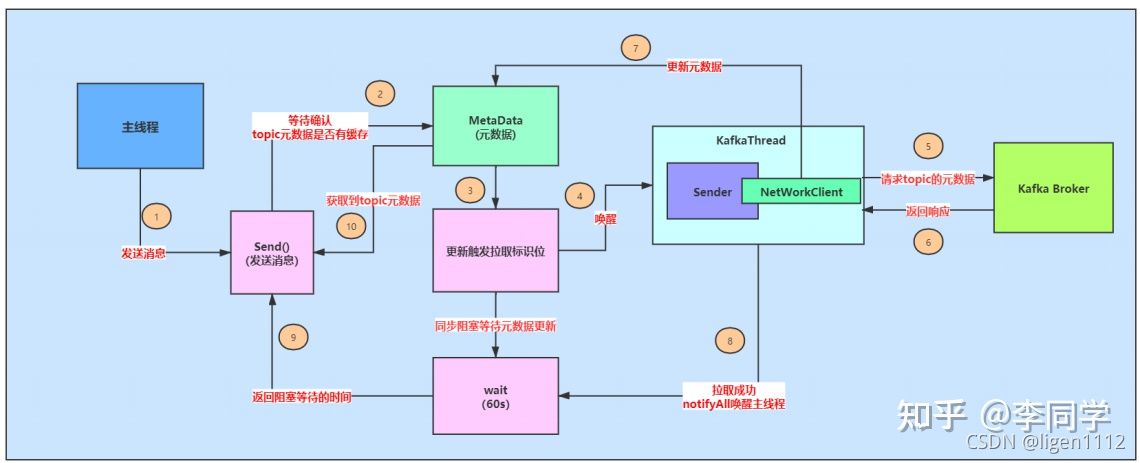 7
更新元数据
2
主线程
等待确认
topic元数据是否有缓存
MetaData
(元数据)
KafkaThread
5
Sender
NetWorkClient
请求topic的元数据
Kafka Broker
3
4
1
获取到topic元数据
10
唤醒
返回响应
6
发送消息
Send()
(发送消息)
更新触发拉取标识位
同步阻塞等待元数据更新
9
8
wait
(60s)
返回阻塞等待的时间
拉取成功
notifyAll唤醒主线程
知乎 @李同学
CSDN @ligen1112